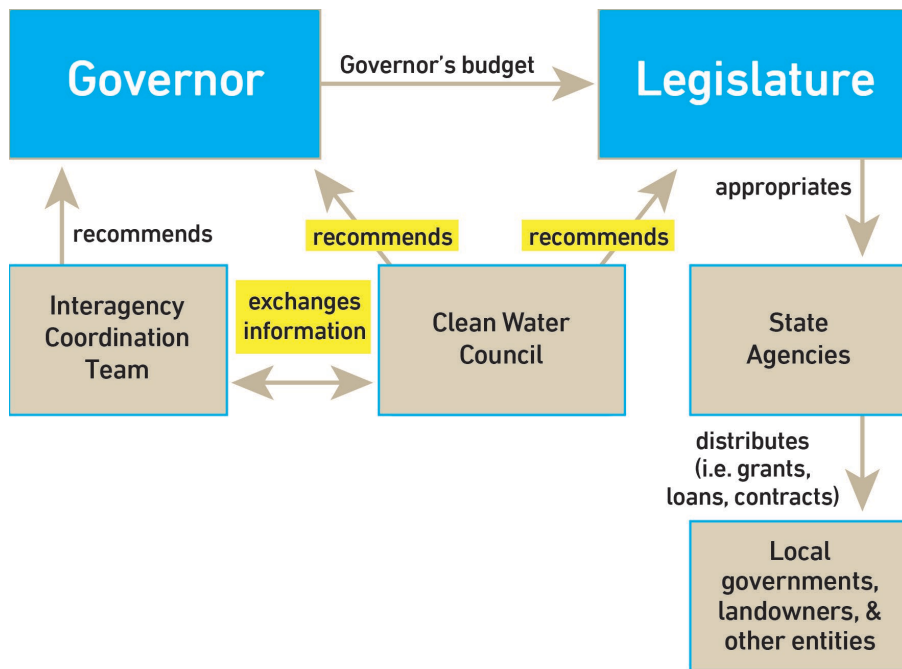 Governor
Governor's budget
Legislature
recommends
recommends
recommends
appropriates
Interagency
Coordination
Team
exchanges
information
Clean Water
Council
State
Agencies
distributes
(i.e. grants,
loans, contracts)
Local
governments,
landowners, &
other entities